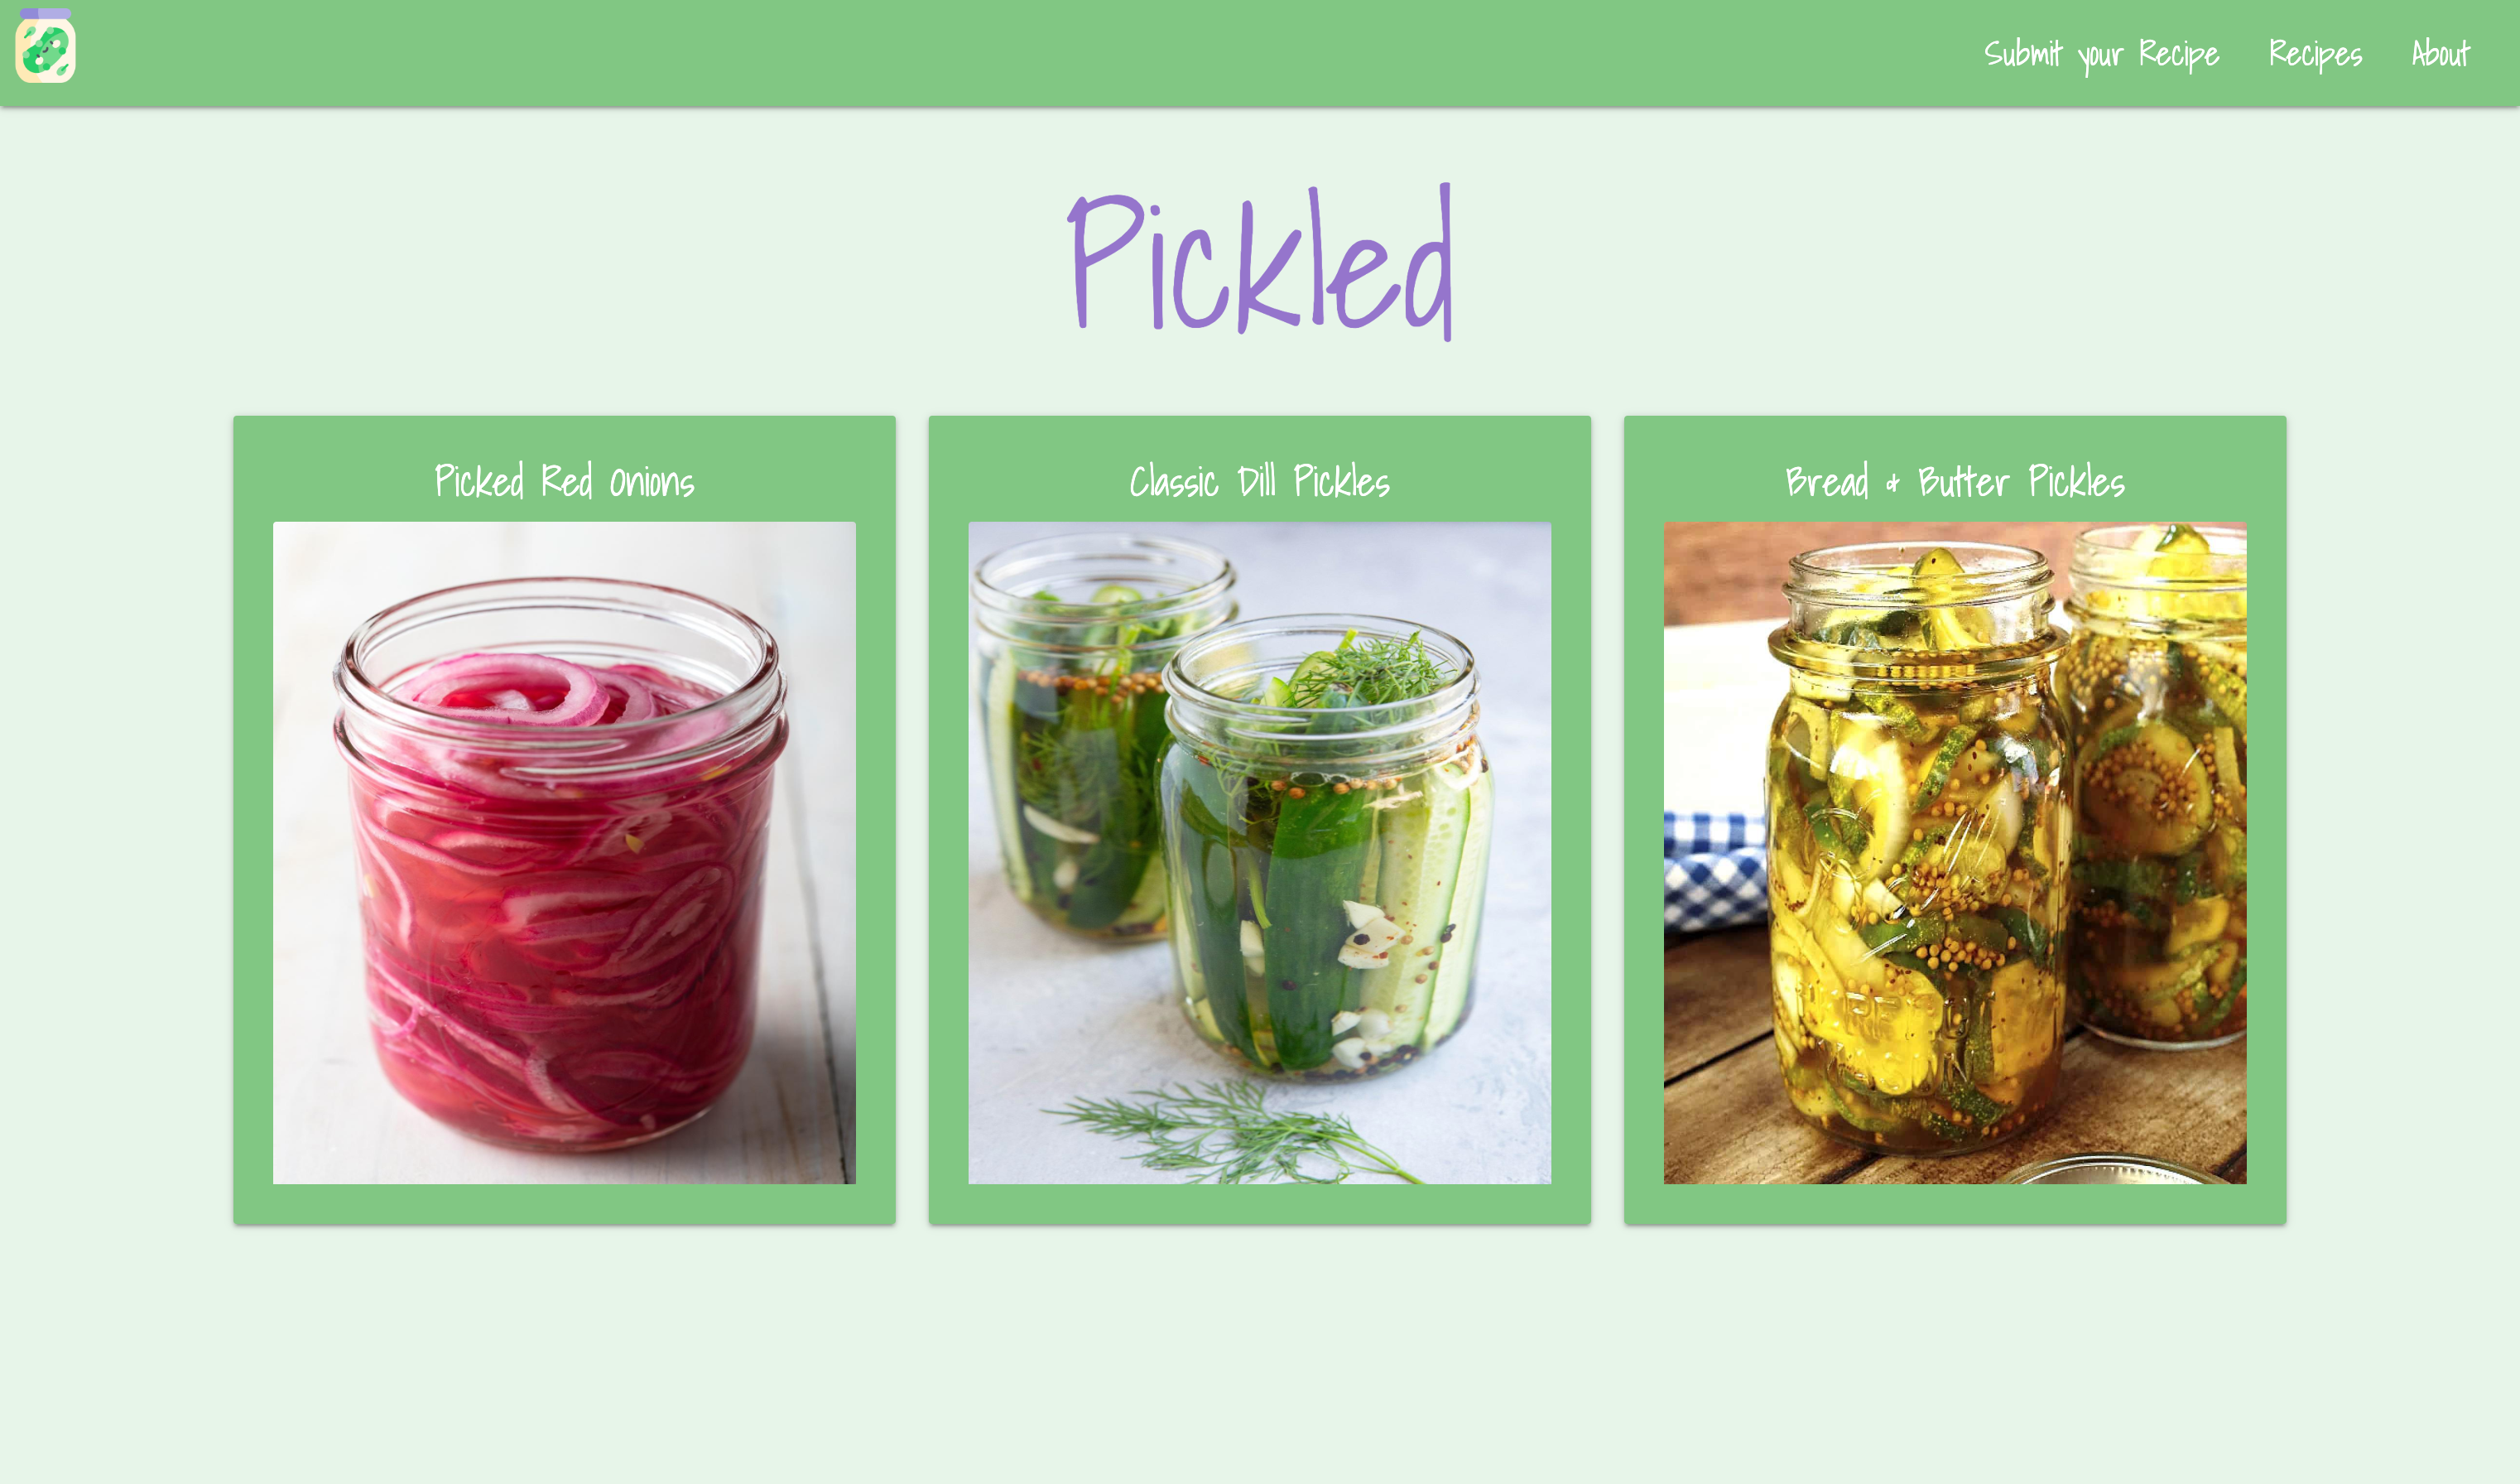 Submit your Recipe Recipes About
Pickled
Picked Red Onions
Classic Dill Pickles
Bread & Butter Pickles